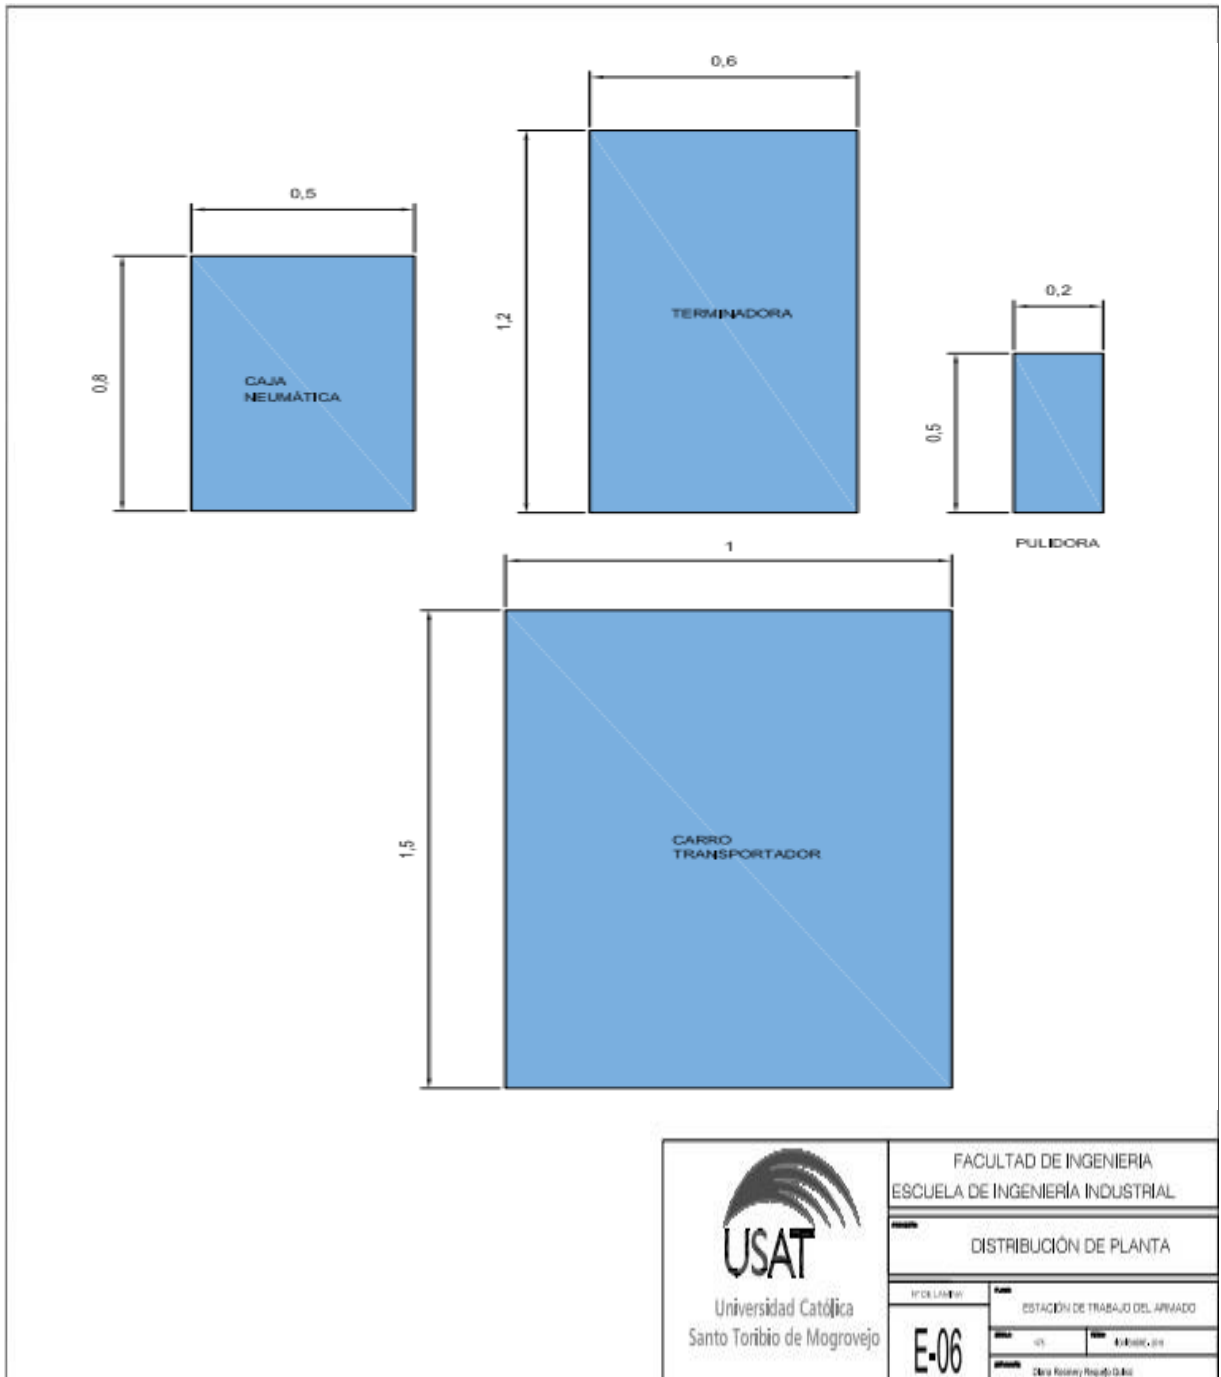 0,6
0,5
1,2
TERMINADORA
0,2
0,8
CAJA
NEUMÁTICA
0,5
PULIDORA
1
1,5
CARRO
TRANSPORTADOR
USAT
Universidad Católica
Santo Toribio de Mogrovejo
FACULTAD DE INGENIERIA
ESCUELA DE INGENIERÍA INDUSTRIAL
DISTRIBUCIÓN DE PLANTA
N° DE LAMINA
E-06
ESTACIÓN DE TRABAJO DEL ARMADO